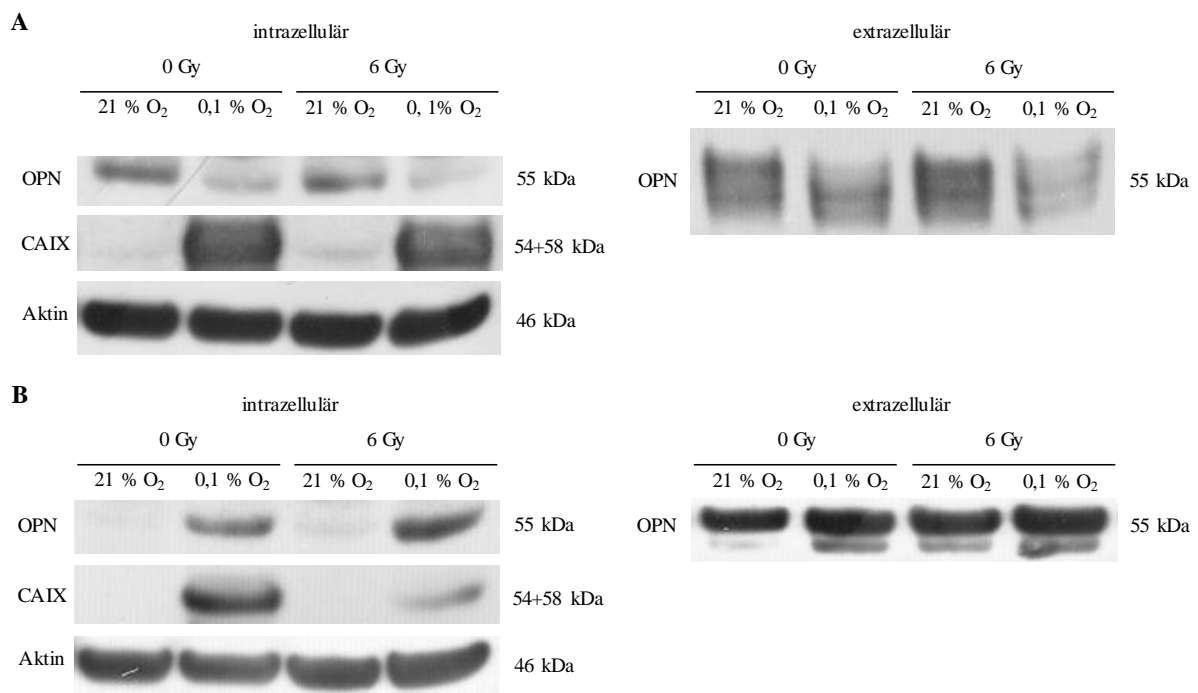 A
intrazellulär
0 Gy 6 Gy
21 % O₂ 0,1 % O₂ 21 % O₂ 0, 1% O₂
OPN 55 kDa
CAIX 54+58 kDa
Aktin 46 kDa
extrazellulär
0 Gy 6 Gy
21 % O₂ 0,1 % O₂ 21 % O₂ 0,1 % O₂
OPN 55 kDa
B
intrazellulär
0 Gy 6 Gy
21 % O₂ 0,1 % O₂ 21 % O₂ 0,1 % O₂
OPN 55 kDa
CAIX 54+58 kDa
Aktin 46 kDa
extrazellulär
0 Gy 6 Gy
21 % O₂ 0,1 % O₂ 21 % O₂ 0,1 % O₂
OPN 55 kDa